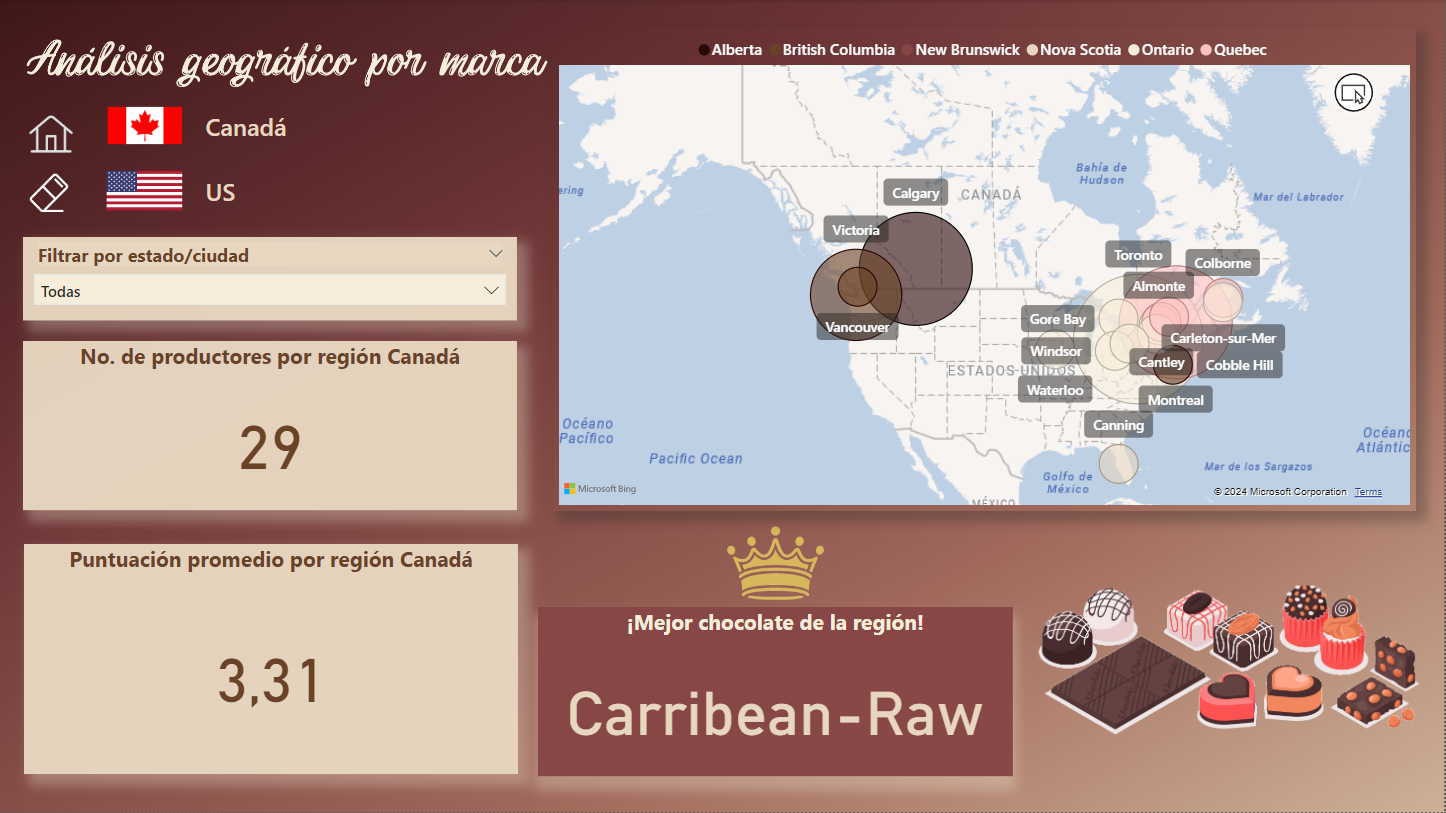 Análisis geográfico por marca
Canadá
US
Filtrar por estado/ciudad
Todas
No. de productores por región Canadá
29
Puntuación promedio por región Canadá
3,31
Alberta British Columbia New Brunswick Nova Scotia Ontario Quebec
Bahía de
Hudson
ering
Calgary
CANADÁ
Mar del Labrador
Victoria
Toronto
Colborne
Almonte
Gore Bay
Vancouver
Carleton-sur-Mer
Windsor
Cantley
Cobble Hill
ESTADOS UNIDOS
Waterloo
Montreal
Canning
Océano
Pacífico
Océano
Atlántico
Pacific Ocean
Mar de los Sargazos
Golfo de
México
Microsoft Bing
© 2024 Microsoft Corporation Terms
MÉXICO
¡Mejor chocolate de la región!
Carribean-Raw
Chocolate